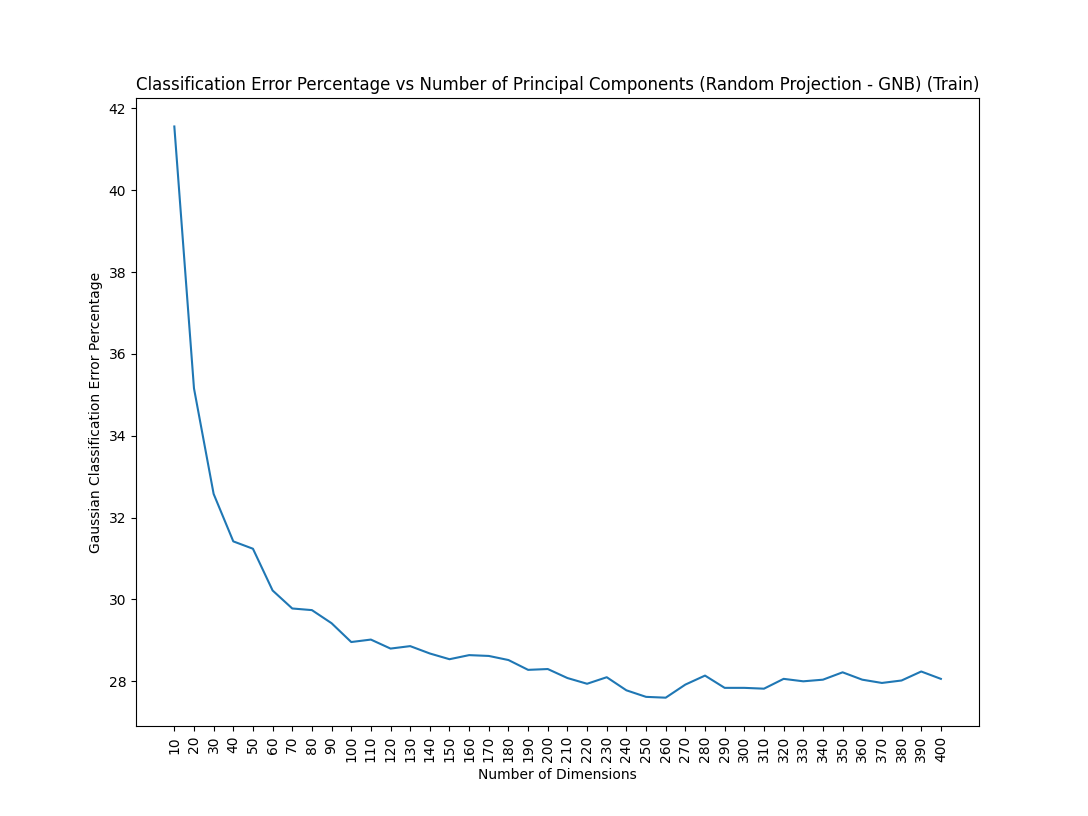 Classification Error Percentage vs Number of Principal Components (Random Projection - GNB) (Train)
42
40
38
36
34
32
30
28
Gaussian Classification Error Percentage
10 20 30 40 50 60 70 80 90 100 110 120 130 140 150 160 170 180 190 200 210 220 230 240 250 260 270 280 290 300 310 320 330 340 350 360 370 380 390 400
Number of Dimensions